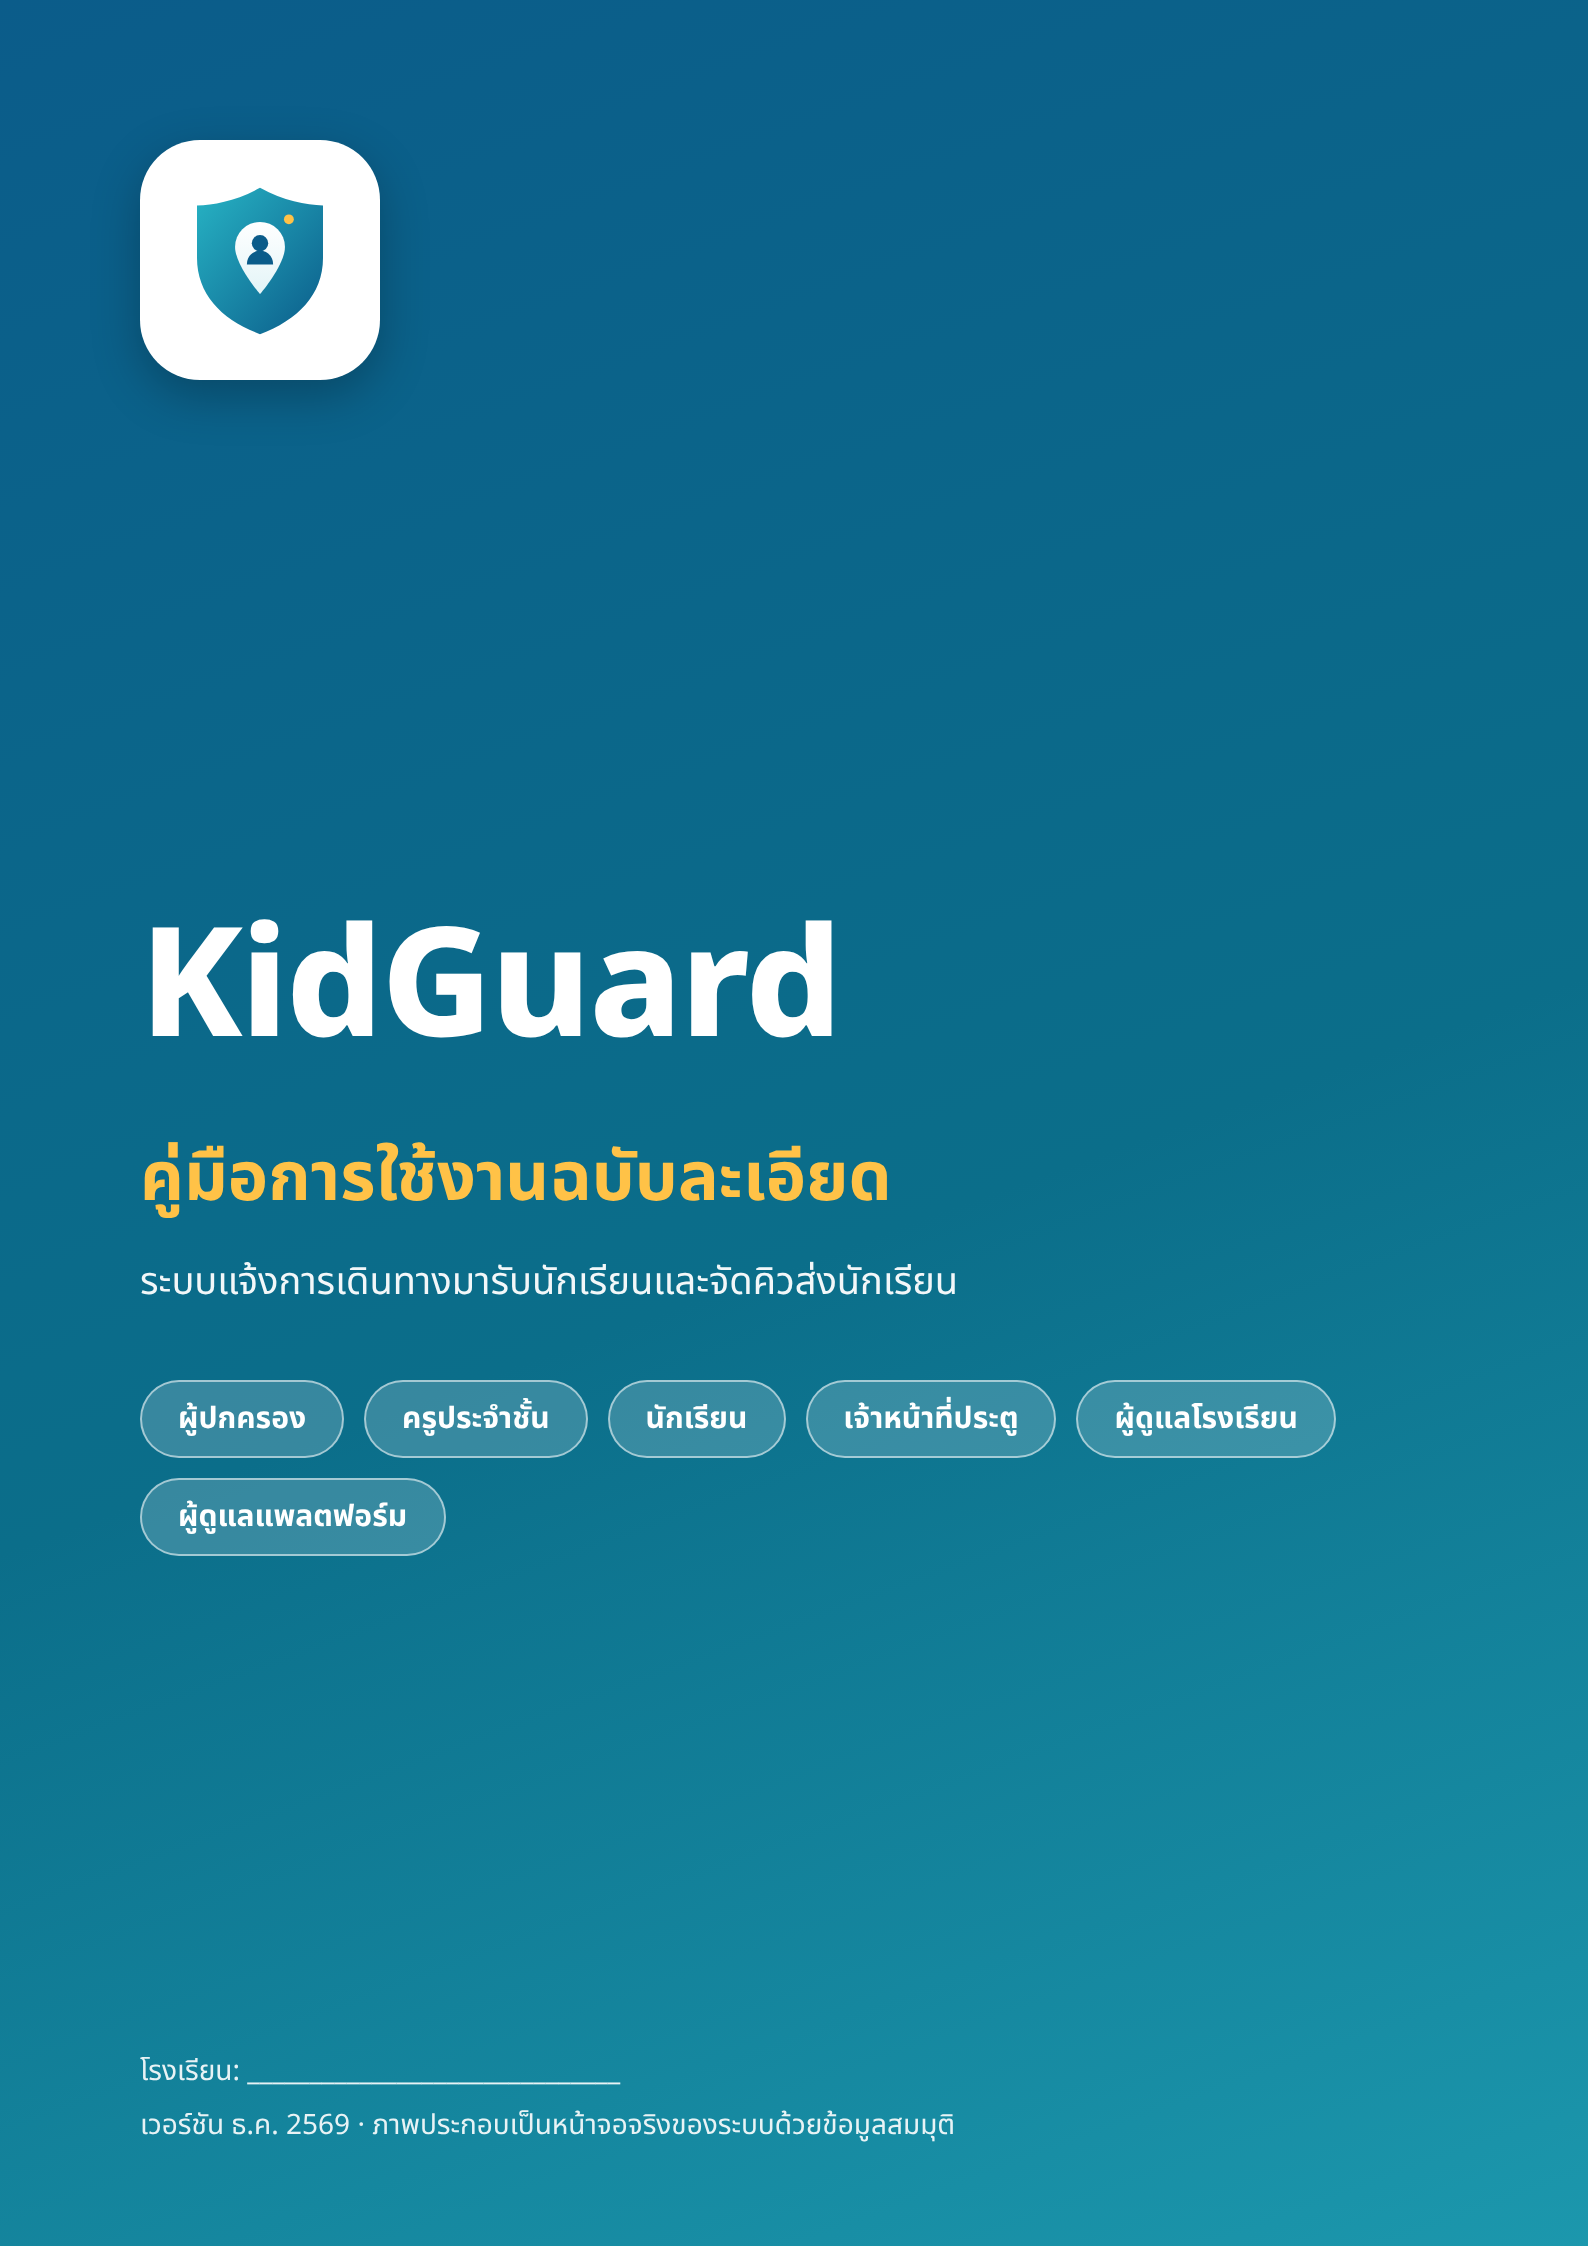 KidGuard
คู่มือการใช้งานฉบับละเอียด
ระบบแจ้งการเดินทางมารับนักเรียนและจัดคิวส่งนักเรียน
ผู้ปกครอง ครูประจำชั้น นักเรียน เจ้าหน้าที่ประตู ผู้ดูแลโรงเรียน
ผู้ดูแลแพลตฟอร์ม
โรงเรียน: ______________________________
เวอร์ชัน ธ.ค. 2569 · ภาพประกอบเป็นหน้าจอจริงของระบบด้วยข้อมูลสมมุติ